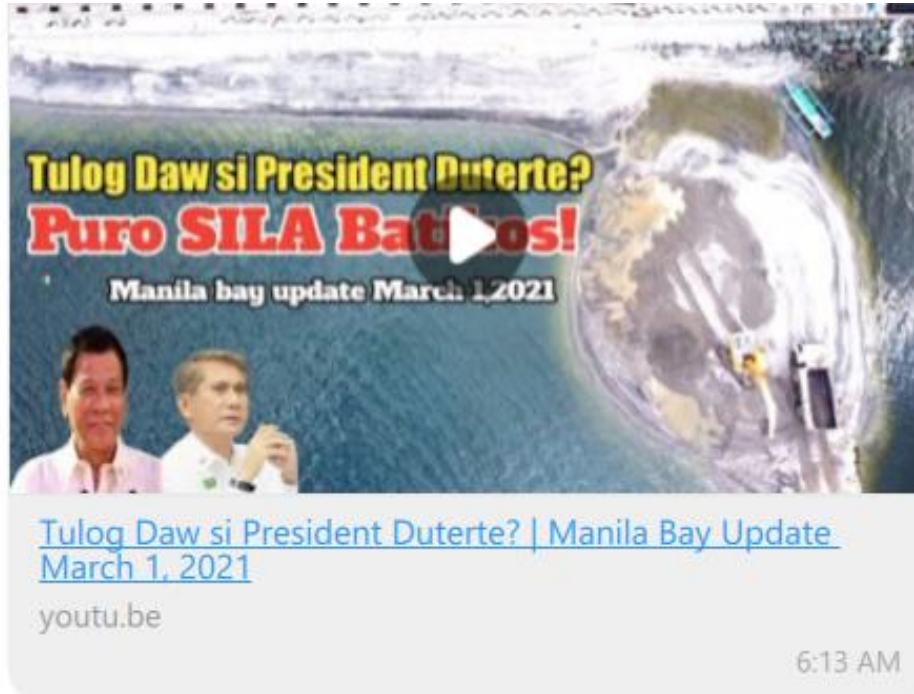 Tulog Daw si President Duterte?
Puro SILA Batikos!
Manila bay update March 1,2021
Tulog Daw si President Duterte? | Manila Bay Update
March 1, 2021
youtu.be
6:13 AM